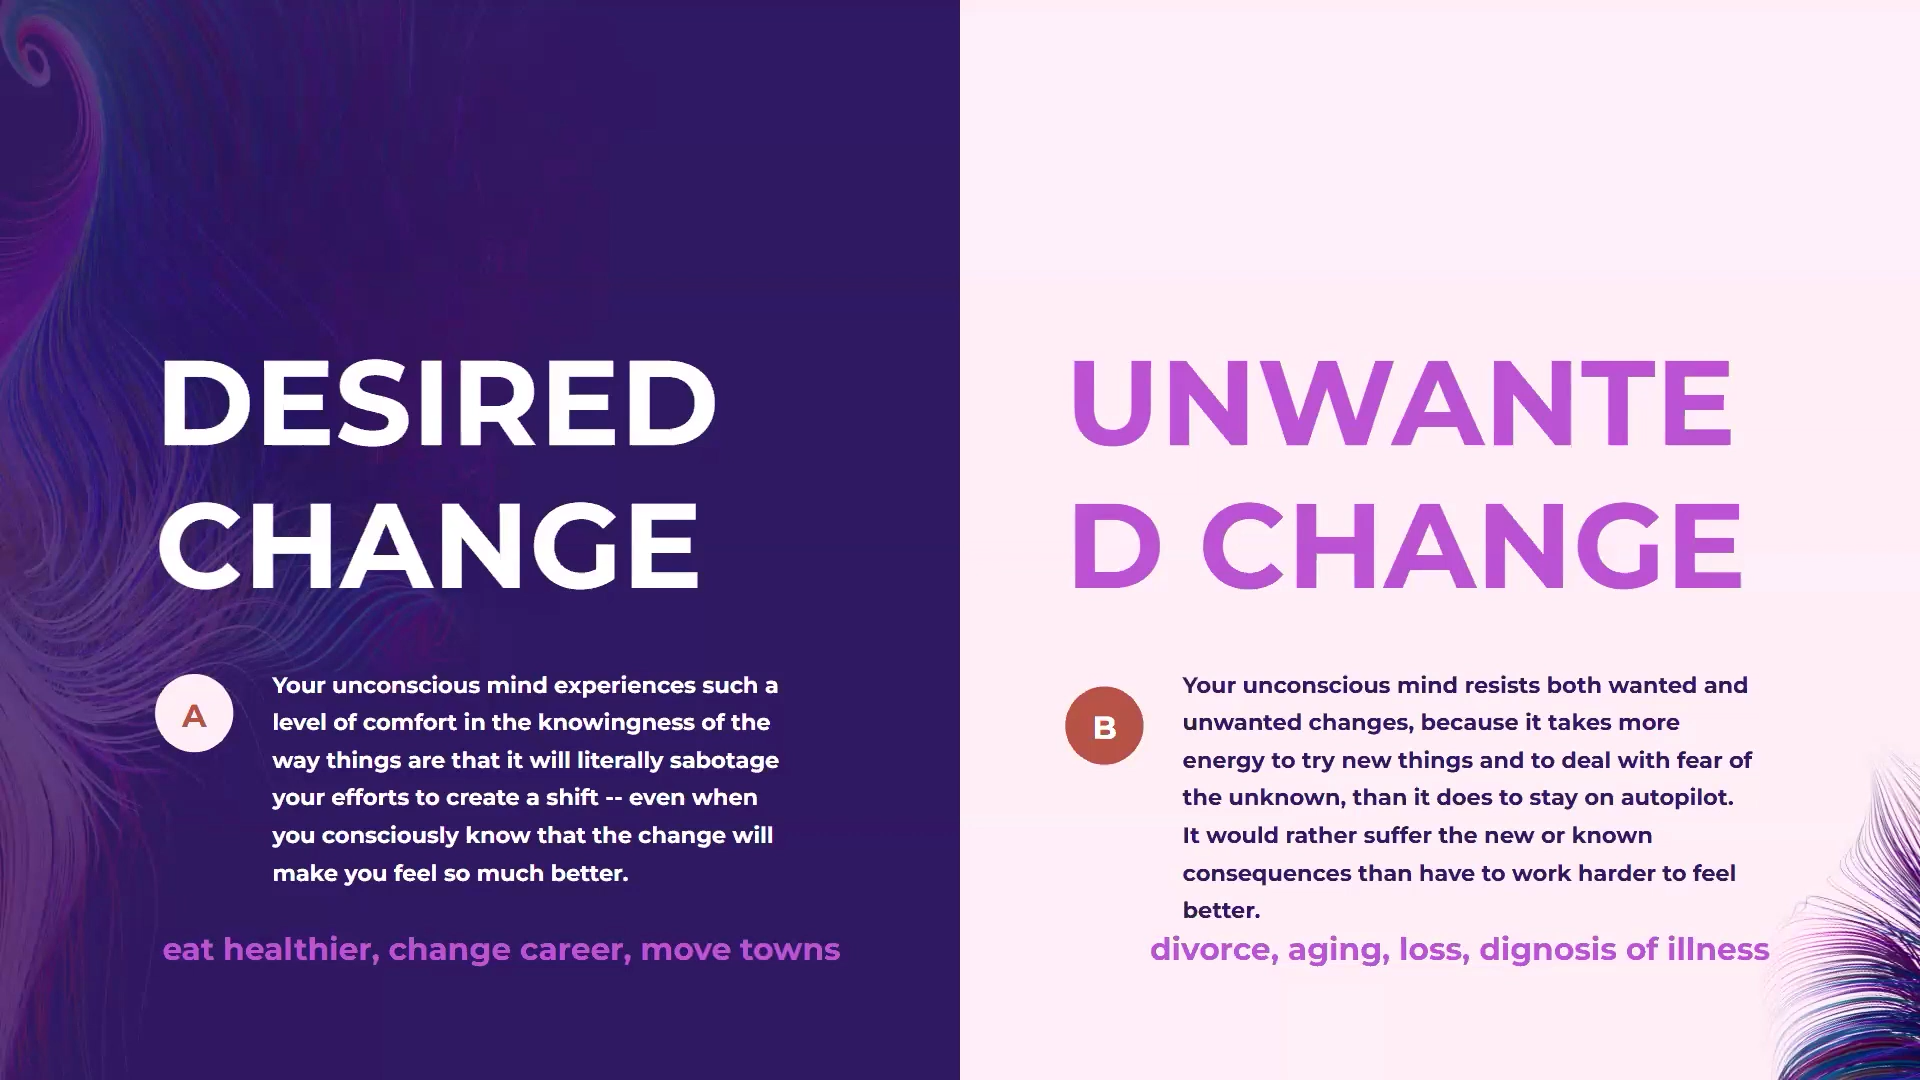 DESIRED
CHANGE
A
Your unconscious mind experiences such a
level of comfort in the knowingness of the
way things are that it will literally sabotage
your efforts to create a shift -- even when
you consciously know that the change will
make you feel so much better.
eat healthier, change career, move towns
UNWANTE
D CHANGE
B
Your unconscious mind resists both wanted and
unwanted changes, because it takes more
energy to try new things and to deal with fear of
the unknown, than it does to stay on autopilot.
It would rather suffer the new or known
consequences than have to work harder to feel
better.
divorce, aging, loss, dignosis of illness